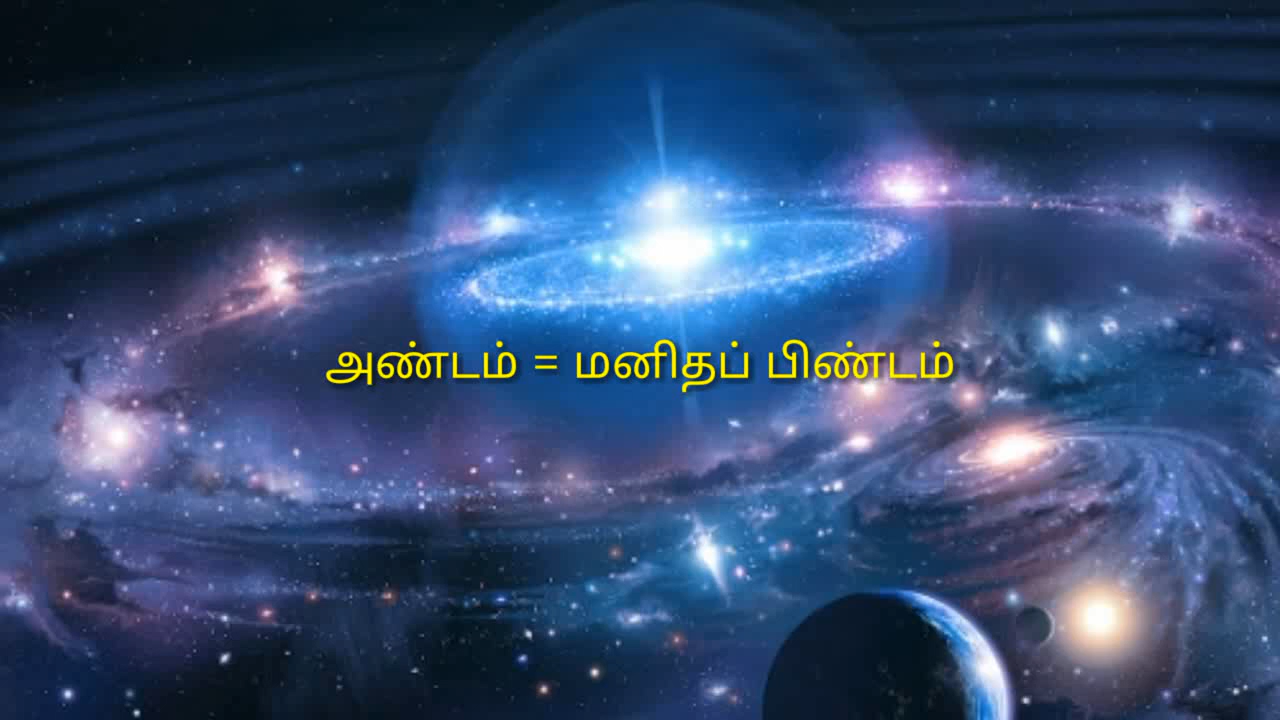 அண்டம் = மனிதப் பிண்டம்